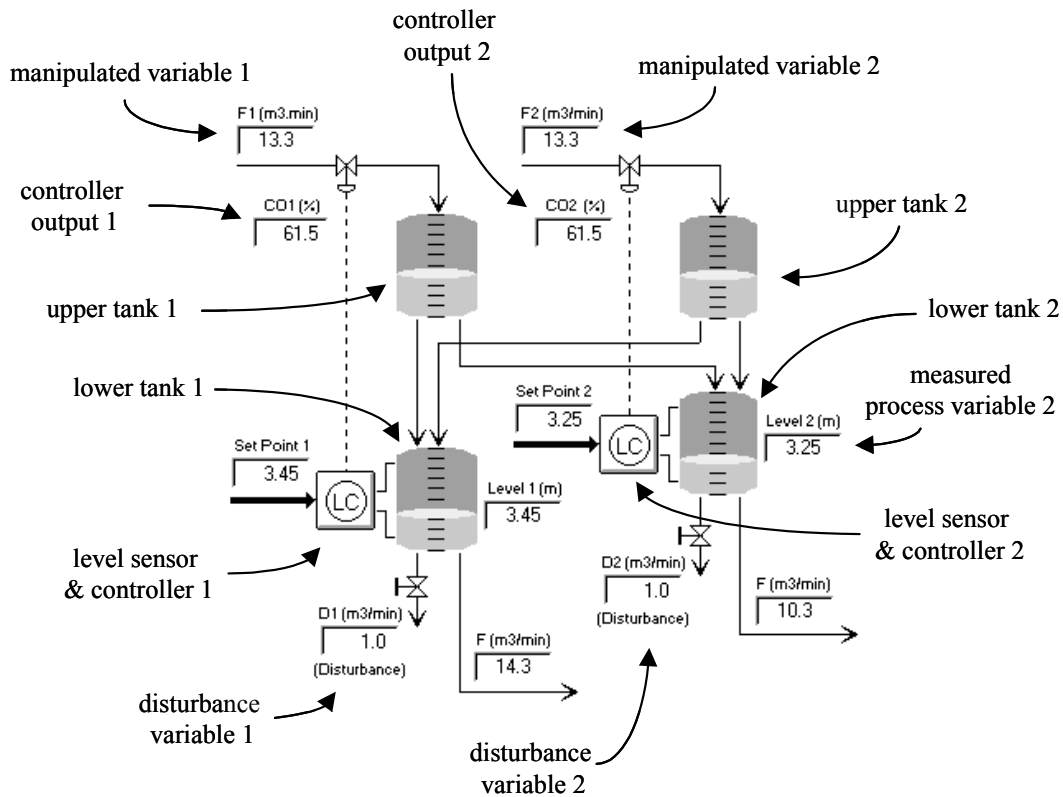 controller
output 2
manipulated variable 1
manipulated variable 2
F1 (m3.min)
13.3
F2 (m3/min)
13.3
controller
output 1
CO1 (%)
61.5
CO2 (%)
61.5
upper tank 2
upper tank 1
lower tank 2
lower tank 1
Set Point 2
3.25
LC
measured
process variable 2
Level 2 (m)
3.25
Set Point 1
3.45
LC
Level 1 (m)
3.45
level sensor
& controller 1
level sensor
& controller 2
D2 (m3/min)
1.0
(Disturbance)
F (m3/min)
10.3
D1 (m3/min)
1.0
(Disturbance)
F (m3/min)
14.3
disturbance
variable 1
disturbance
variable 2